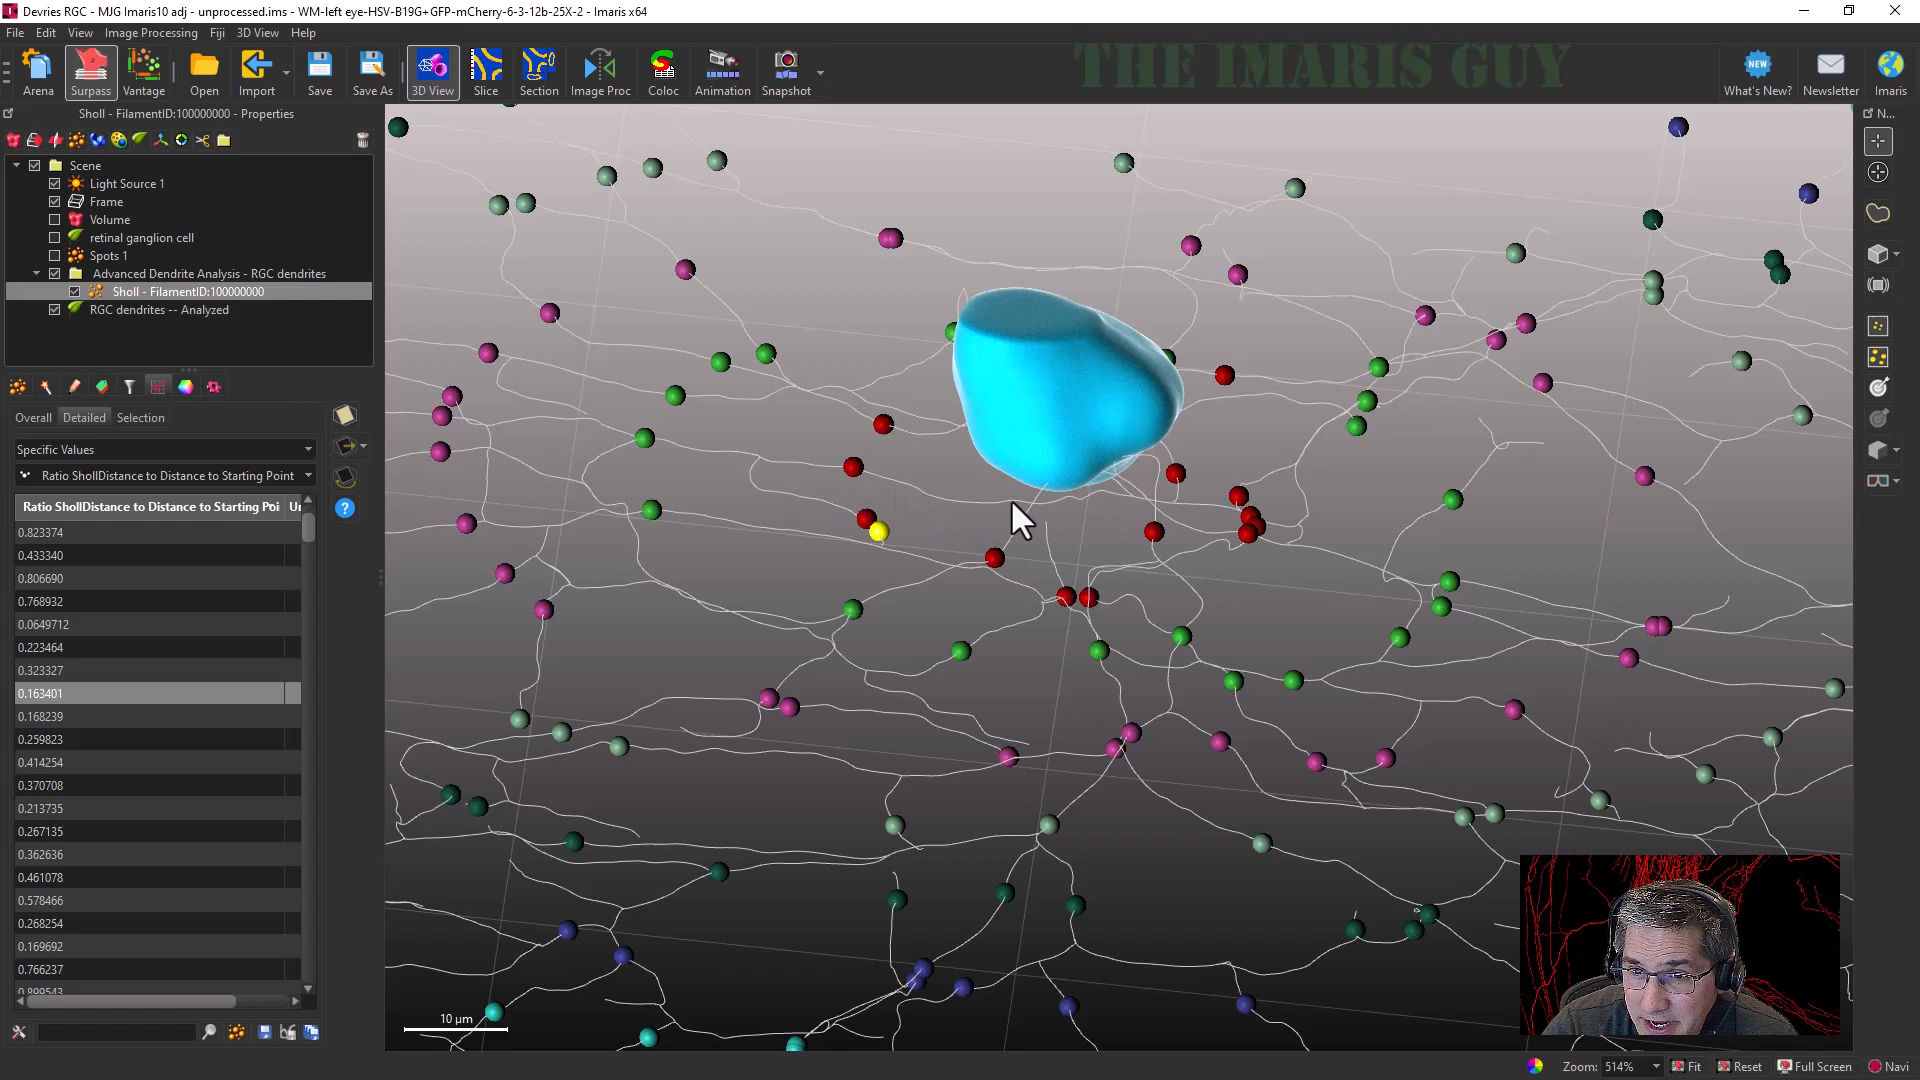 Devries RGC - MJG Imaris10 adj - unprocessed.ims - WM-left eye-HSV-B19G+GFP-mCherry-6-3-12b-25X-2 - Imaris x64
File Edit View Image Processing Fiji 3D View Help
THE IMARIS GUY
Arena Surpass Vantage Open Import Save Save As 3D View Slice Section Image Proc Coloc Animation Snapshot NEW What's New? Newsletter Imaris
Sholl - FilamentID:100000000 - Properties
N...
Scene
Light Source 1
Frame
Volume
retinal ganglion cell
Spots 1
Advanced Dendrite Analysis - RGC dendrites
Sholl - FilamentID:100000000
RGC dendrites -- Analyzed
Overall Detailed Selection
Specific Values
Ratio ShollDistance to Distance to Starting Point
Ratio ShollDistance to Distance to Starting Poi Ur
0.823374
0.433340
0.806690
0.768932
0.0649712
0.223464
0.323327
0.163401
0.168239
0.259823
0.414254
0.370708
0.213735
0.267135
0.362636
0.461078
0.578466
0.268254
0.169692
0.766237
0.899543
10 µm
Zoom: 514% Fit Reset Full Screen Navi